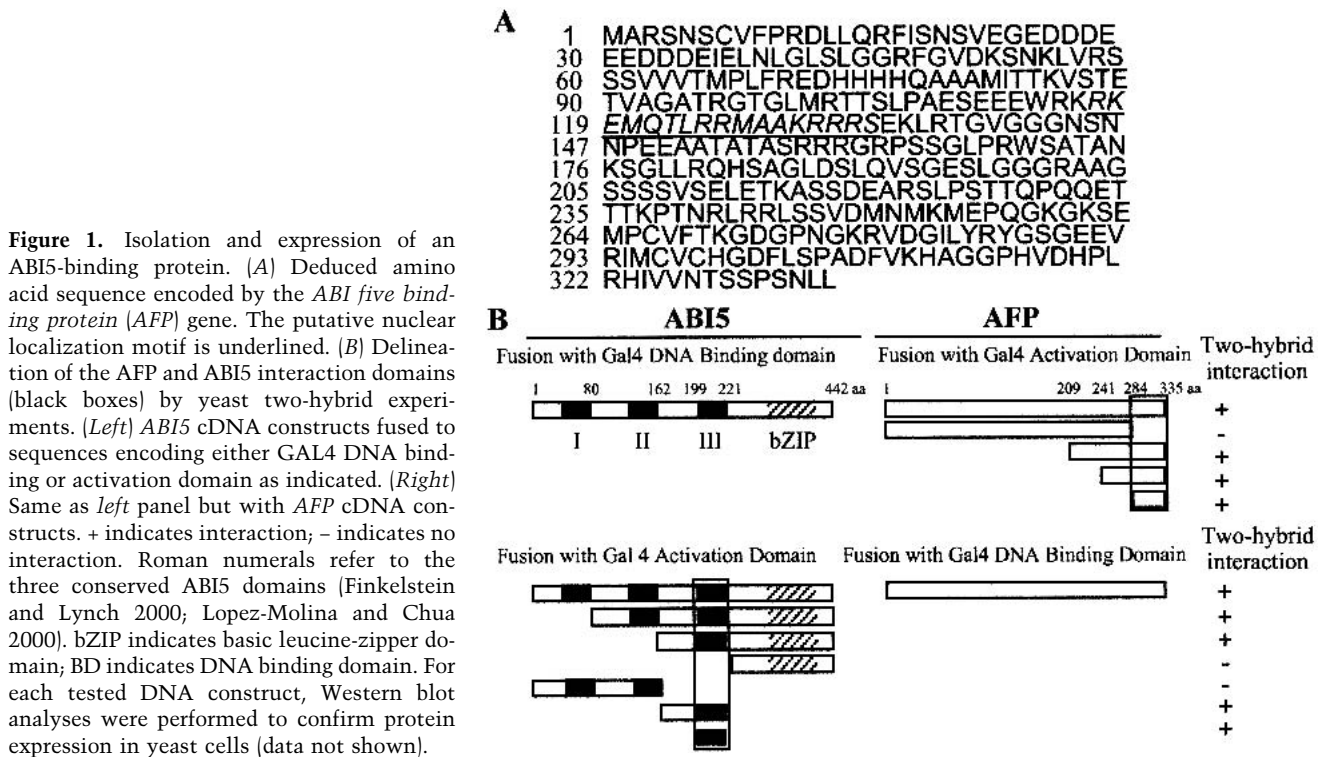 Figure 1. Isolation and expression of an
ABI5-binding protein. (A) Deduced amino
acid sequence encoded by the ABI five bind-
ing protein (AFP) gene. The putative nuclear
localization motif is underlined. (B) Delinea-
tion of the AFP and ABI5 interaction domains
(black boxes) by yeast two-hybrid experi-
ments. (Left) ABI5 cDNA constructs fused to
sequences encoding either GAL4 DNA bind-
ing or activation domain as indicated. (Right)
Same as left panel but with AFP cDNA con-
structs. + indicates interaction; – indicates no
interaction. Roman numerals refer to the
three conserved ABI5 domains (Finkelstein
and Lynch 2000; Lopez-Molina and Chua
2000). bZIP indicates basic leucine-zipper do-
main; BD indicates DNA binding domain. For
each tested DNA construct, Western blot
analyses were performed to confirm protein
expression in yeast cells (data not shown).
A
1 MARSNSCVFPRDLLQRFISNSVEGEDDDE
30 EEDDDEIELNLGLSLGGRFGVDKSNKLVRS
60 SSVVVTMPLFREDHHHHQAAAMITTKVSTE
90 TVAGATRGTGLMRTTSLPAESEEEWRKRK
119 EMQTLRRMAAKRRRSEKLRTGVGGGNSN
147 NPEEAATATASRRRGRPSSGLPRWSATAN
176 KSGLLRQHSAGLDSLQVSGESLGGGRAAG
205 SSSSVSELETKASSDEARSLPSTTQPQQET
235 TTKPTNRLRRLSSVDMNMKMEPQGKGKSE
264 MPCVFTKGDGPNGKRVDGILYRYGSGEEV
293 RIMCVCHGDFLSPADFVKHAGGPHVDHPL
322 RHIVVNTSSPSNLL
B ABI5 AFP
Fusion with Gal4 DNA Binding domain Fusion with Gal4 Activation Domain Two-hybrid interaction
1 80 162 199 221 442 aa 1 209 241 284 335 aa
+
I II III bZIP -
+
+
+
Fusion with Gal 4 Activation Domain Fusion with Gal4 DNA Binding Domain Two-hybrid interaction
+
+
+
-
-
+
+